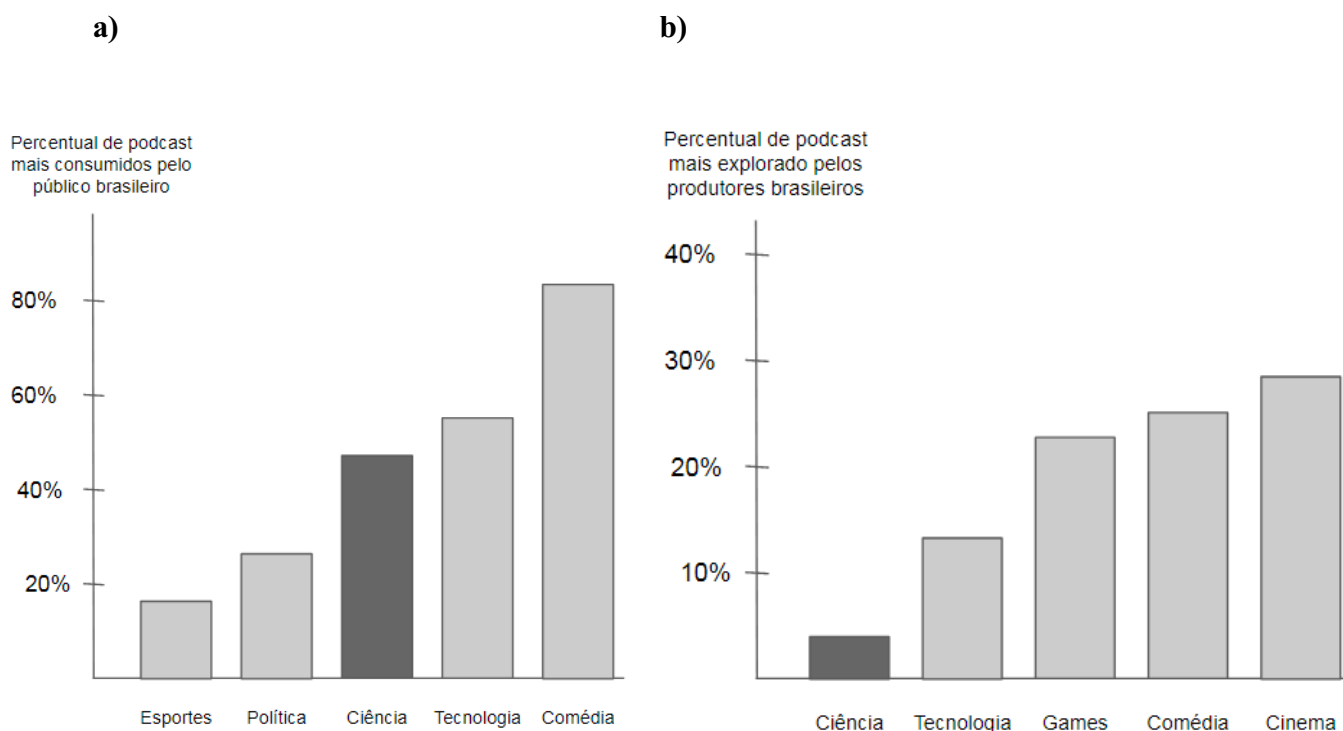 a)
b)
Percentual de podcast
mais consumidos pelo
público brasileiro
80%
60%
40%
20%
Esportes
Política
Ciência
Tecnologia
Comédia
Percentual de podcast
mais explorado pelos
produtores brasileiros
40%
30%
20%
10%
Ciência
Tecnologia
Games
Comédia
Cinema